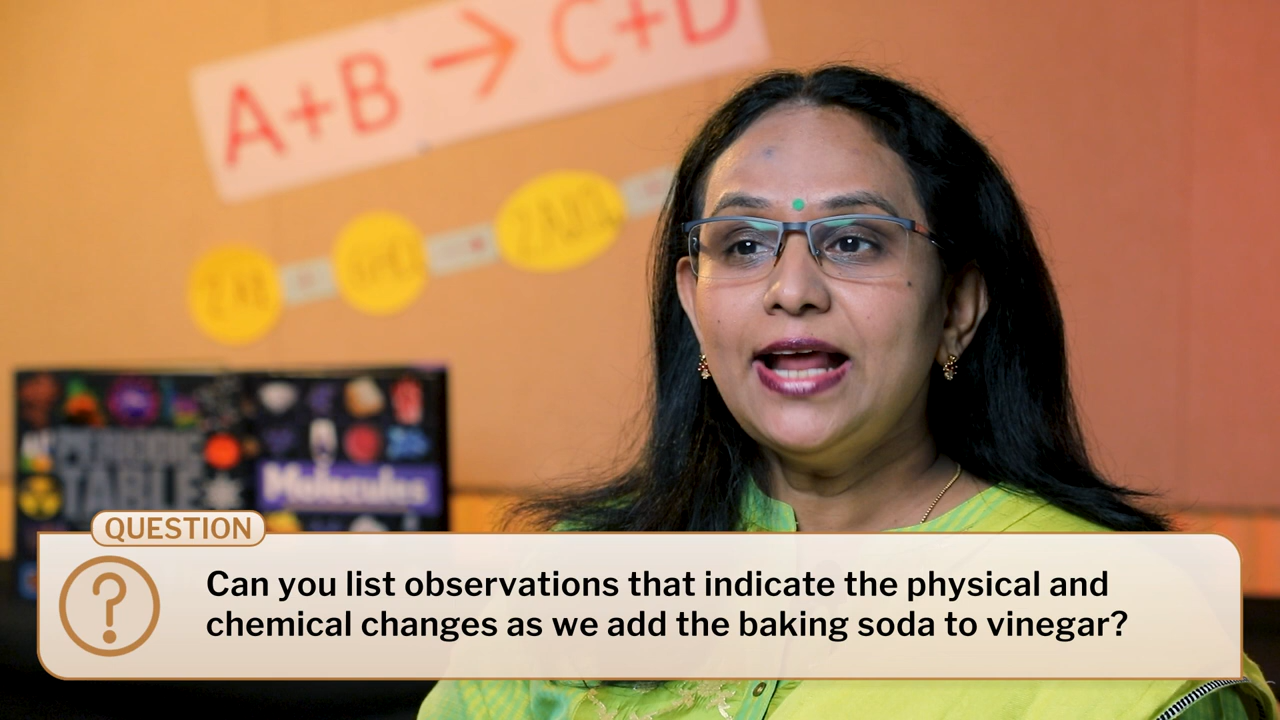 A+B → C+D
PERIODIC
TABLE
Molecules
QUESTION
Can you list observations that indicate the physical and
chemical changes as we add the baking soda to vinegar?